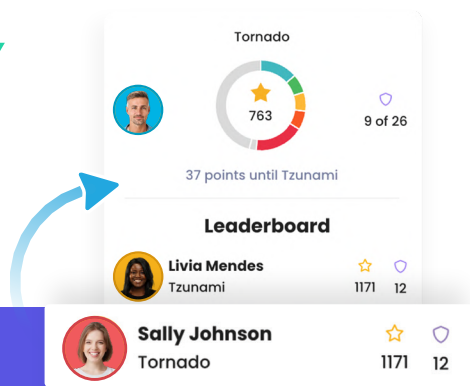 Tornado
763
9 of 26
37 points until Tzunami
Leaderboard
Livia Mendes
Tzunami
1171 12
Sally Johnson
Tornado
1171 12